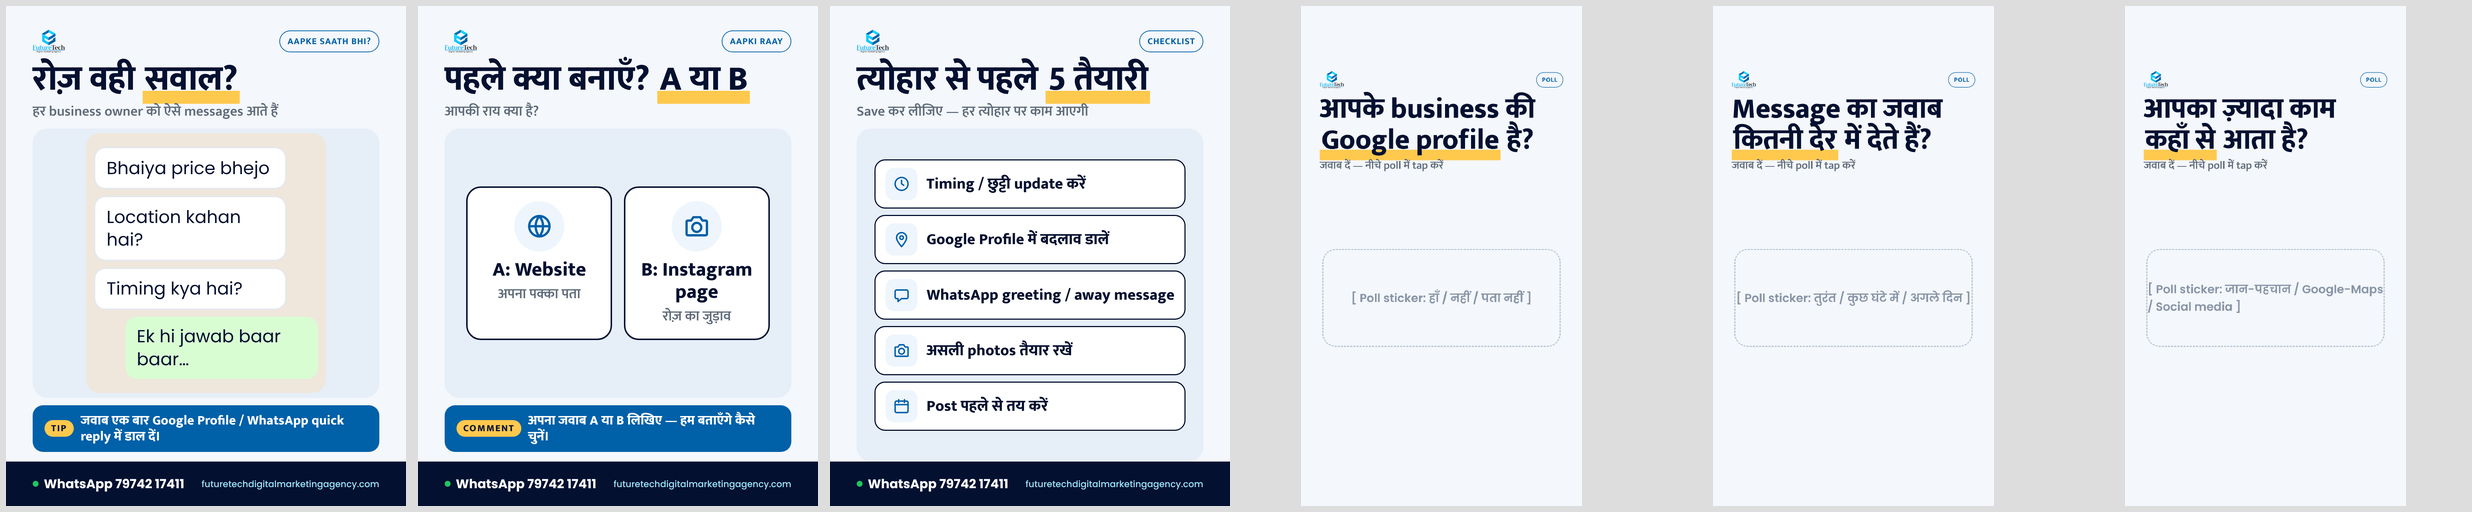 FutureTech
AAPKE SAATH BHI?
रोज़ वही सवाल?
हर business owner को ऐसे messages आते हैं
Bhaiya price bhejo
Location kahan
hai?
Timing kya hai?
Ek hi jawab baar
baar...
TIP
जवाब एक बार Google Profile / WhatsApp quick
reply में डाल दें।
WhatsApp 79742 17411
futuretechdigitalmarketingagency.com
FutureTech
AAPKI RAAY
पहले क्या बनाएँ? A या B
आपकी राय क्या है?
A: Website
अपना पक्का पता
B: Instagram
page
रोज़ का जुड़ाव
COMMENT
अपना जवाब A या B लिखिए — हम बताएँगे कैसे
चुनें।
WhatsApp 79742 17411
futuretechdigitalmarketingagency.com
FutureTech
CHECKLIST
त्योहार से पहले 5 तैयारी
Save कर लीजिए — हर त्योहार पर काम आएगी
Timing / छुट्टी update करें
Google Profile में बदलाव डालें
WhatsApp greeting / away message
असली photos तैयार रखें
Post पहले से तय करें
WhatsApp 79742 17411
futuretechdigitalmarketingagency.com
FutureTech
POLL
आपके business की
Google profile है?
जवाब दें — नीचे poll में tap करें
[ Poll sticker: हाँ / नहीं / पता नहीं ]
FutureTech
POLL
Message का जवाब
कितनी देर में देते हैं?
जवाब दें — नीचे poll में tap करें
[ Poll sticker: तुरंत / कुछ घंटे में / अगले दिन ]
FutureTech
POLL
आपका ज़्यादा काम
कहाँ से आता है?
जवाब दें — नीचे poll में tap करें
[ Poll sticker: जान-पहचान / Google-Maps
/ Social media ]